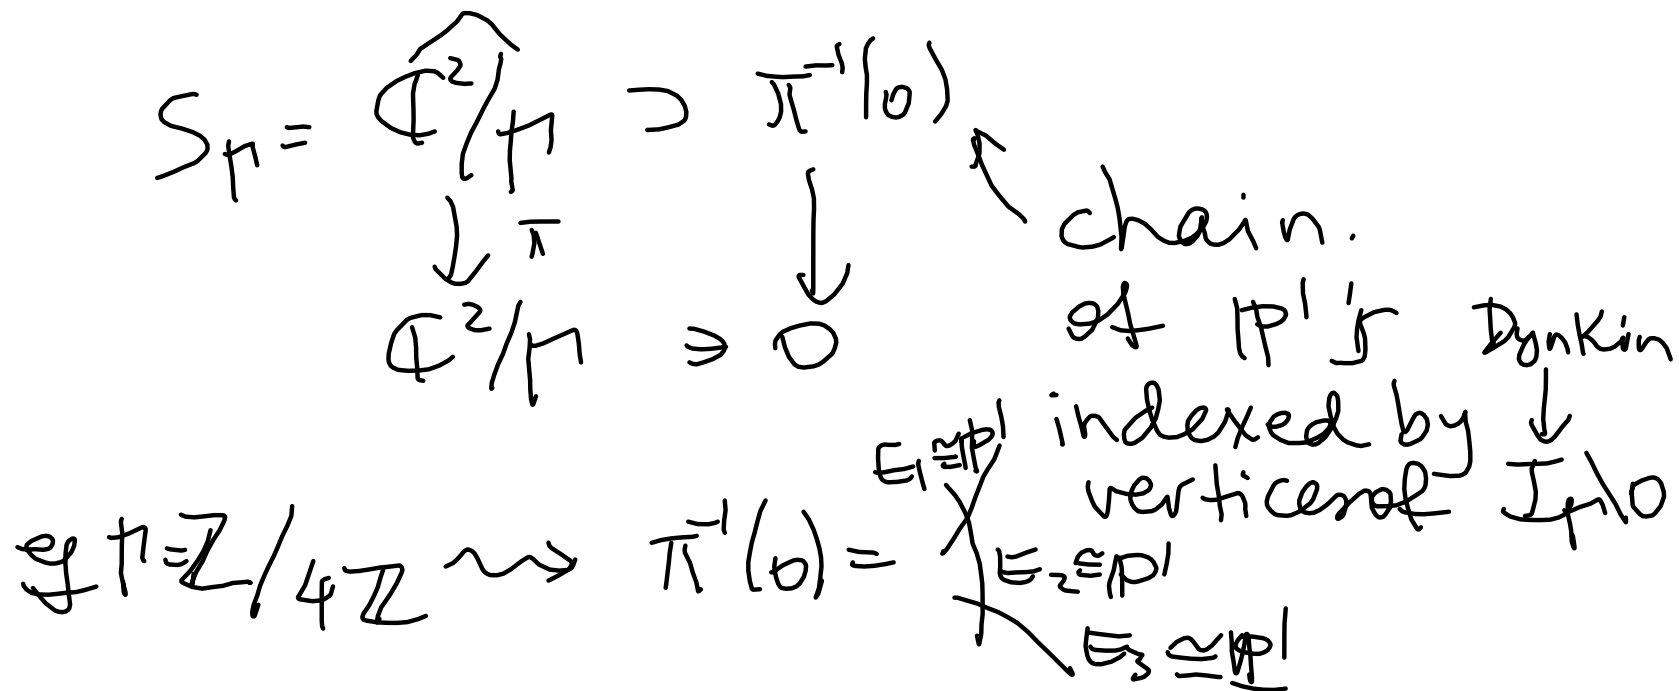 S_Γ = ℂ²/Γ ⊃ π⁻¹(0)
↓ π ↓
ℂ²/Γ ∋ 0
chain.
of ℙ¹'s Dynkin
↓
indexed by
vertices of I_Γ\0
eg Γ = ℤ/4ℤ ⇝ π⁻¹(0) =
E₁ ≅ ℙ¹
E₂ ≅ ℙ¹
E₃ ≃ ℙ¹